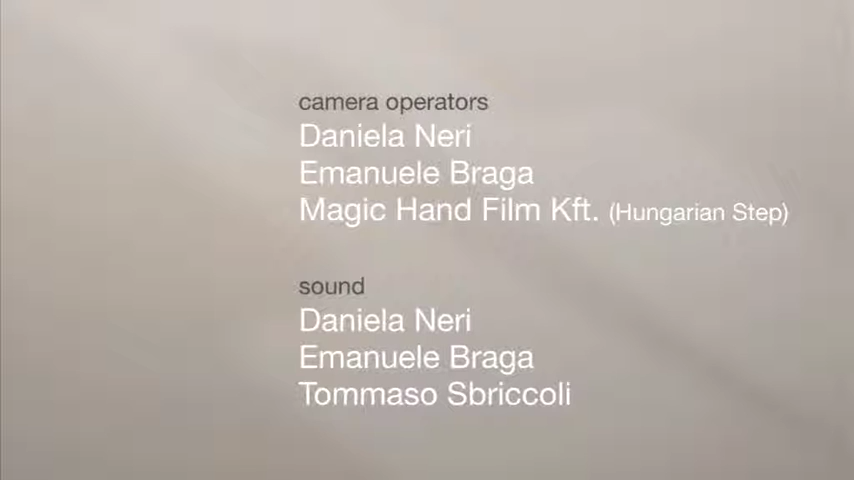 camera operators
Daniela Neri
Emanuele Braga
Magic Hand Film Kft. (Hungarian Step)
sound
Daniela Neri
Emanuele Braga
Tommaso Sbriccoli